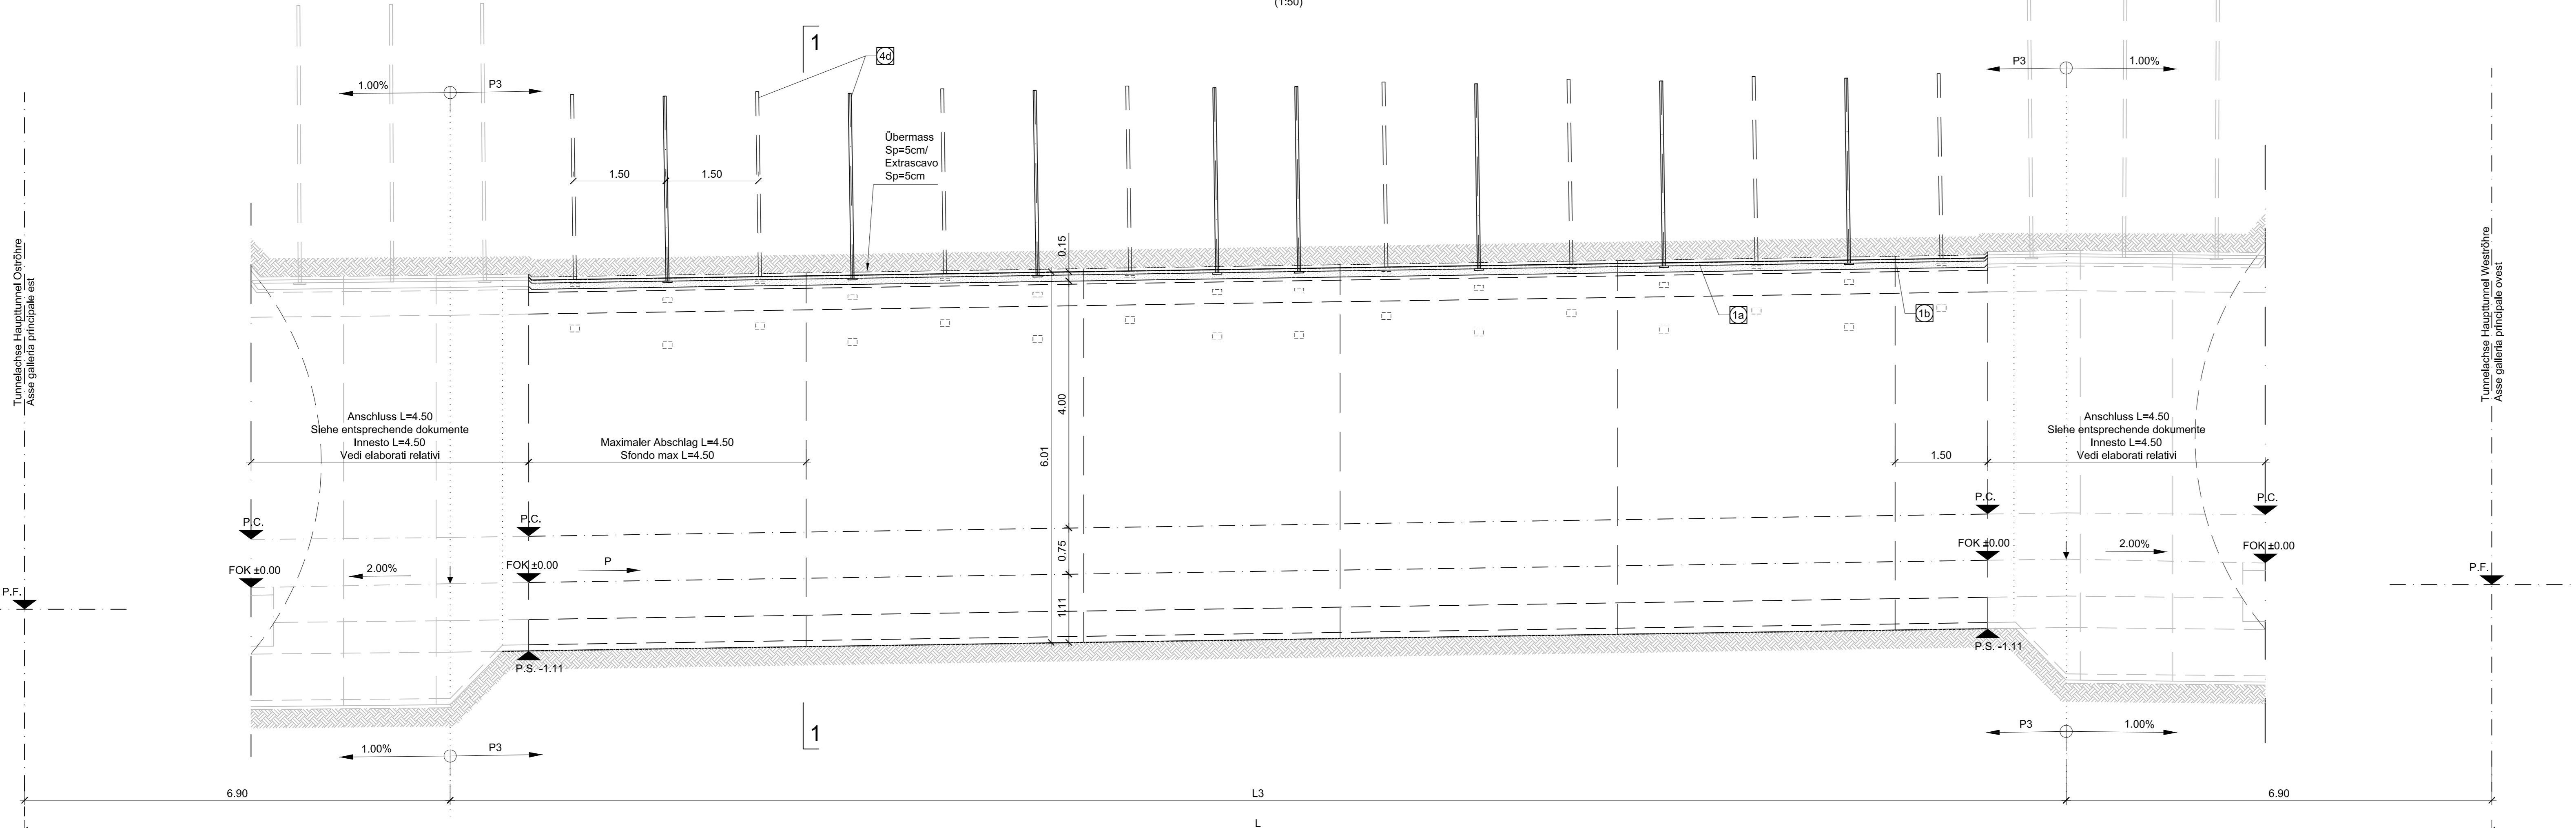 (1:50)
1
4d
1.00%
P3
P3
1.00%
Übermass
Sp=5cm/
Extrascavo
Sp=5cm
1.50
1.50
0.15
Tunnelachse Haupttunnel Oströhre
Asse galleria principale est
Tunnelachse Haupttunnel Weströhre
Asse galleria principale ovest
1a
1b
4.00
6.01
Anschluss L=4.50
Siehe entsprechende dokumente
Innesto L=4.50
Vedi elaborati relativi
Maximaler Abschlag L=4.50
Sfondo max L=4.50
1.50
Anschluss L=4.50
Siehe entsprechende dokumente
Innesto L=4.50
Vedi elaborati relativi
P.C.
P.C.
P.C.
P.C.
0.75
FOK ±0.00
2.00%
FOK ±0.00
P
FOK ±0.00
2.00%
FOK ±0.00
P.F.
P.F.
1.11
P.S. -1.11
P.S. -1.11
1
1.00%
P3
P3
1.00%
6.90
L3
6.90
L